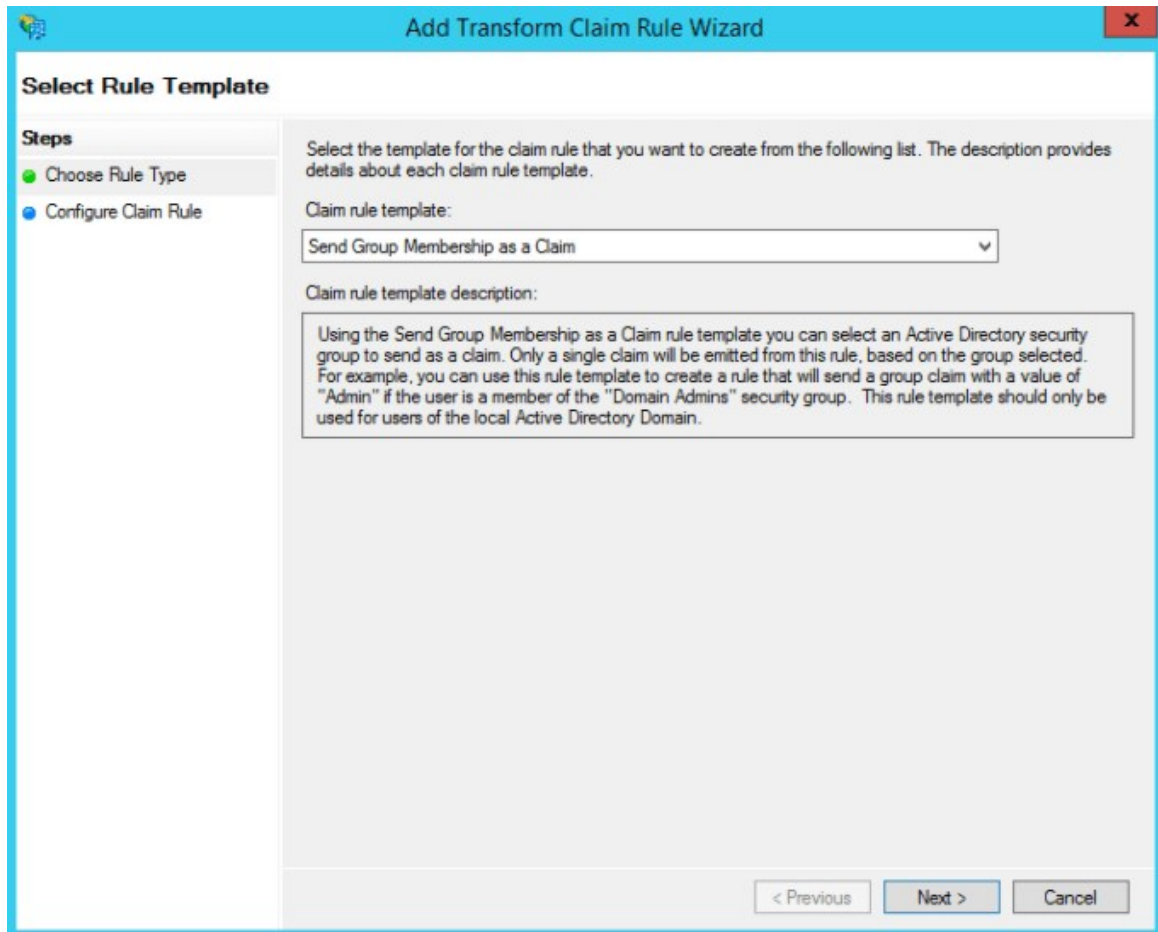 Add Transform Claim Rule Wizard
x
Select Rule Template
Steps
Choose Rule Type
Configure Claim Rule
Select the template for the claim rule that you want to create from the following list. The description provides
details about each claim rule template.
Claim rule template:
Send Group Membership as a Claim
Claim rule template description:
Using the Send Group Membership as a Claim rule template you can select an Active Directory security
group to send as a claim. Only a single claim will be emitted from this rule, based on the group selected.
For example, you can use this rule template to create a rule that will send a group claim with a value of
"Admin" if the user is a member of the "Domain Admins" security group.  This rule template should only be
used for users of the local Active Directory Domain.
< Previous
Next >
Cancel